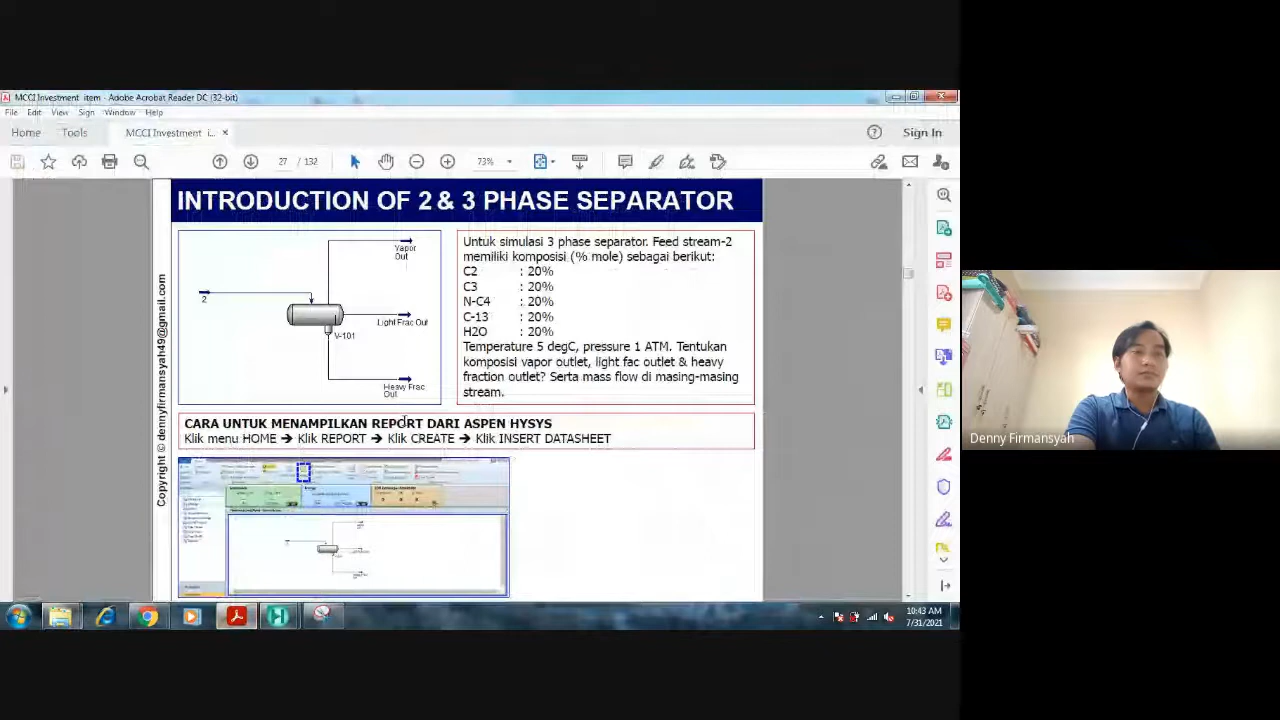 MCCI Investment item - Adobe Acrobat Reader DC (32-bit)
File Edit View Sign Window Help
Home Tools MCCI Investment i... × Sign In
27 / 132 73%
INTRODUCTION OF 2 & 3 PHASE SEPARATOR
Vapor
Out
2
Light Frac Out
V-101
Heavy Frac
Out
Untuk simulasi 3 phase separator. Feed stream-2
memiliki komposisi (% mole) sebagai berikut:
C2 : 20%
C3 : 20%
N-C4 : 20%
C-13 : 20%
H2O : 20%
Temperature 5 degC, pressure 1 ATM. Tentukan
komposisi vapor outlet, light fac outlet & heavy
fraction outlet? Serta mass flow di masing-masing
stream.
CARA UNTUK MENAMPILKAN REPORT DARI ASPEN HYSYS
Klik menu HOME → Klik REPORT → Klik CREATE → Klik INSERT DATASHEET
Copyright © dennyfirmansyah49@gmail.com
10:43 AM
7/31/2021
Denny Firmansyah